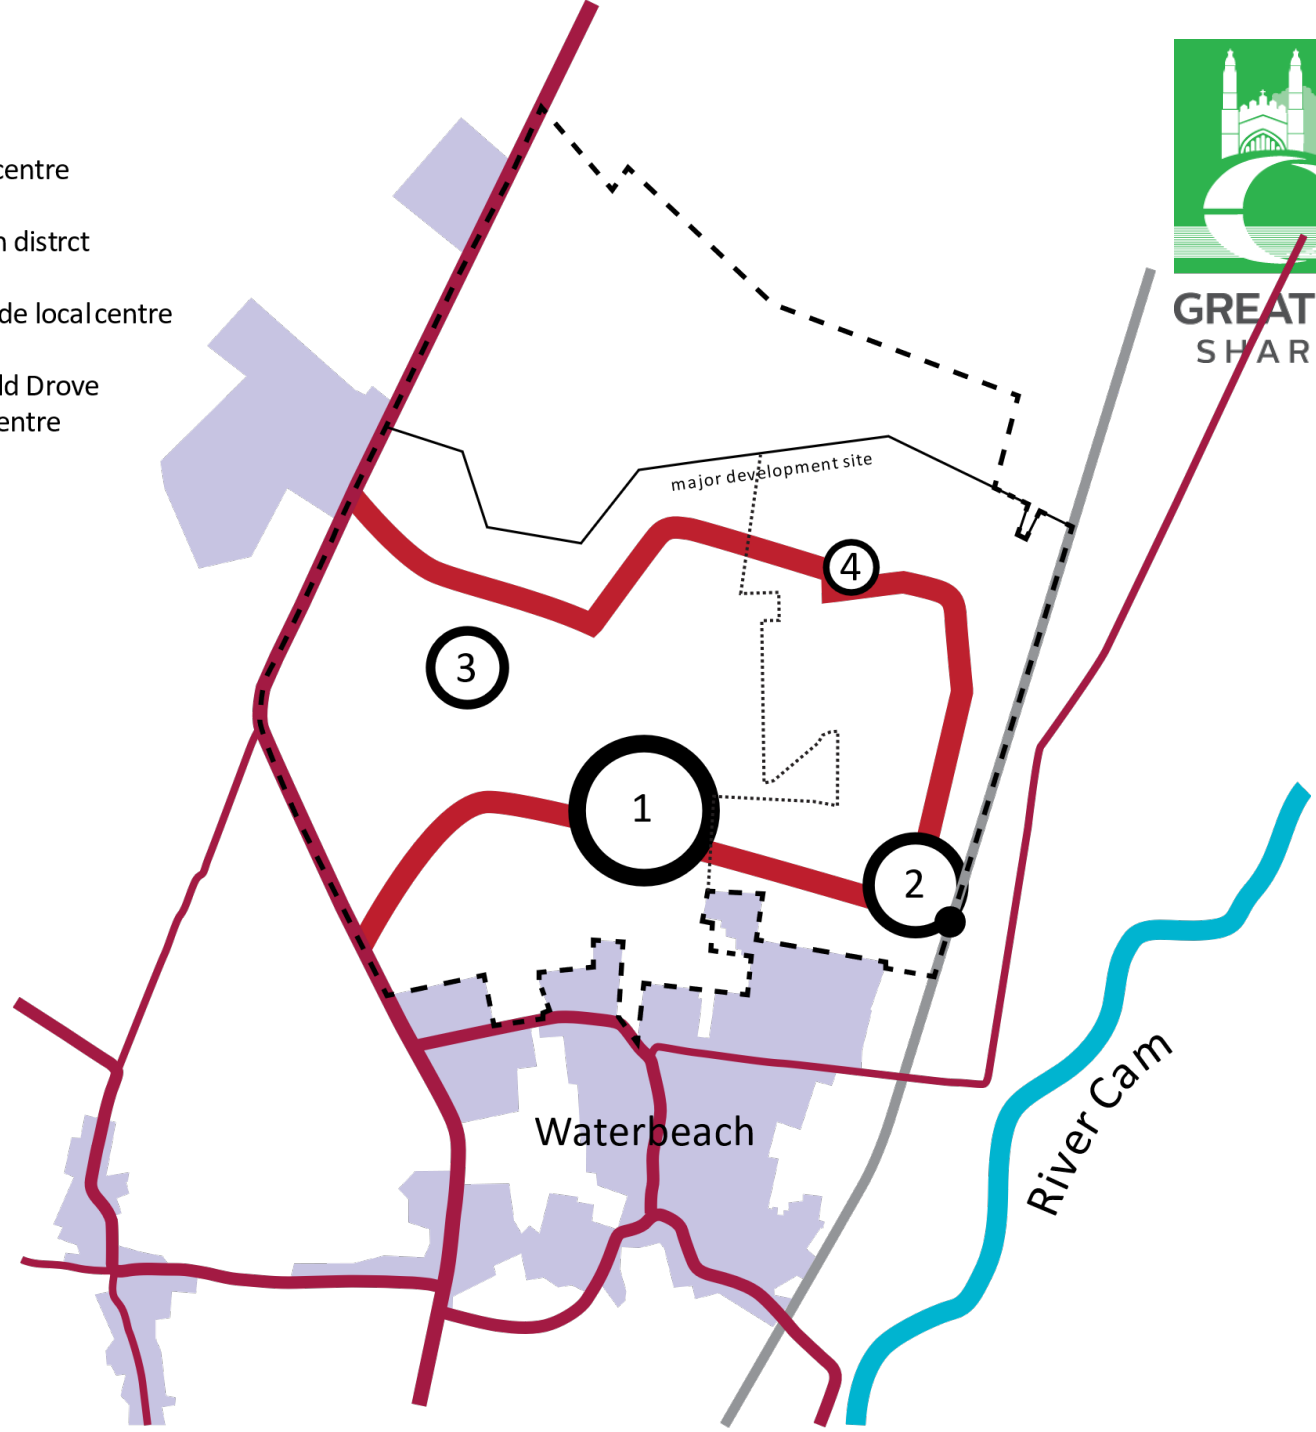 centre
n distrct
de local centre
ld Drove
entre
GREAT
SHAR
major development site
4
3
1
2
Waterbeach
River Cam